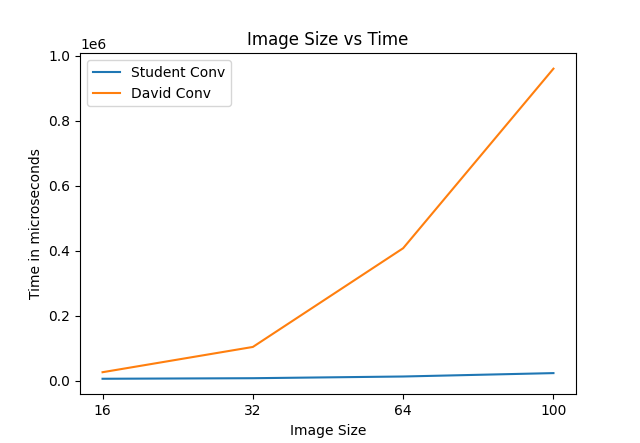 Image Size vs Time
1e6
Student Conv
David Conv
1.0
0.8
0.6
0.4
0.2
0.0
Time in microseconds
16 32 64 100
Image Size